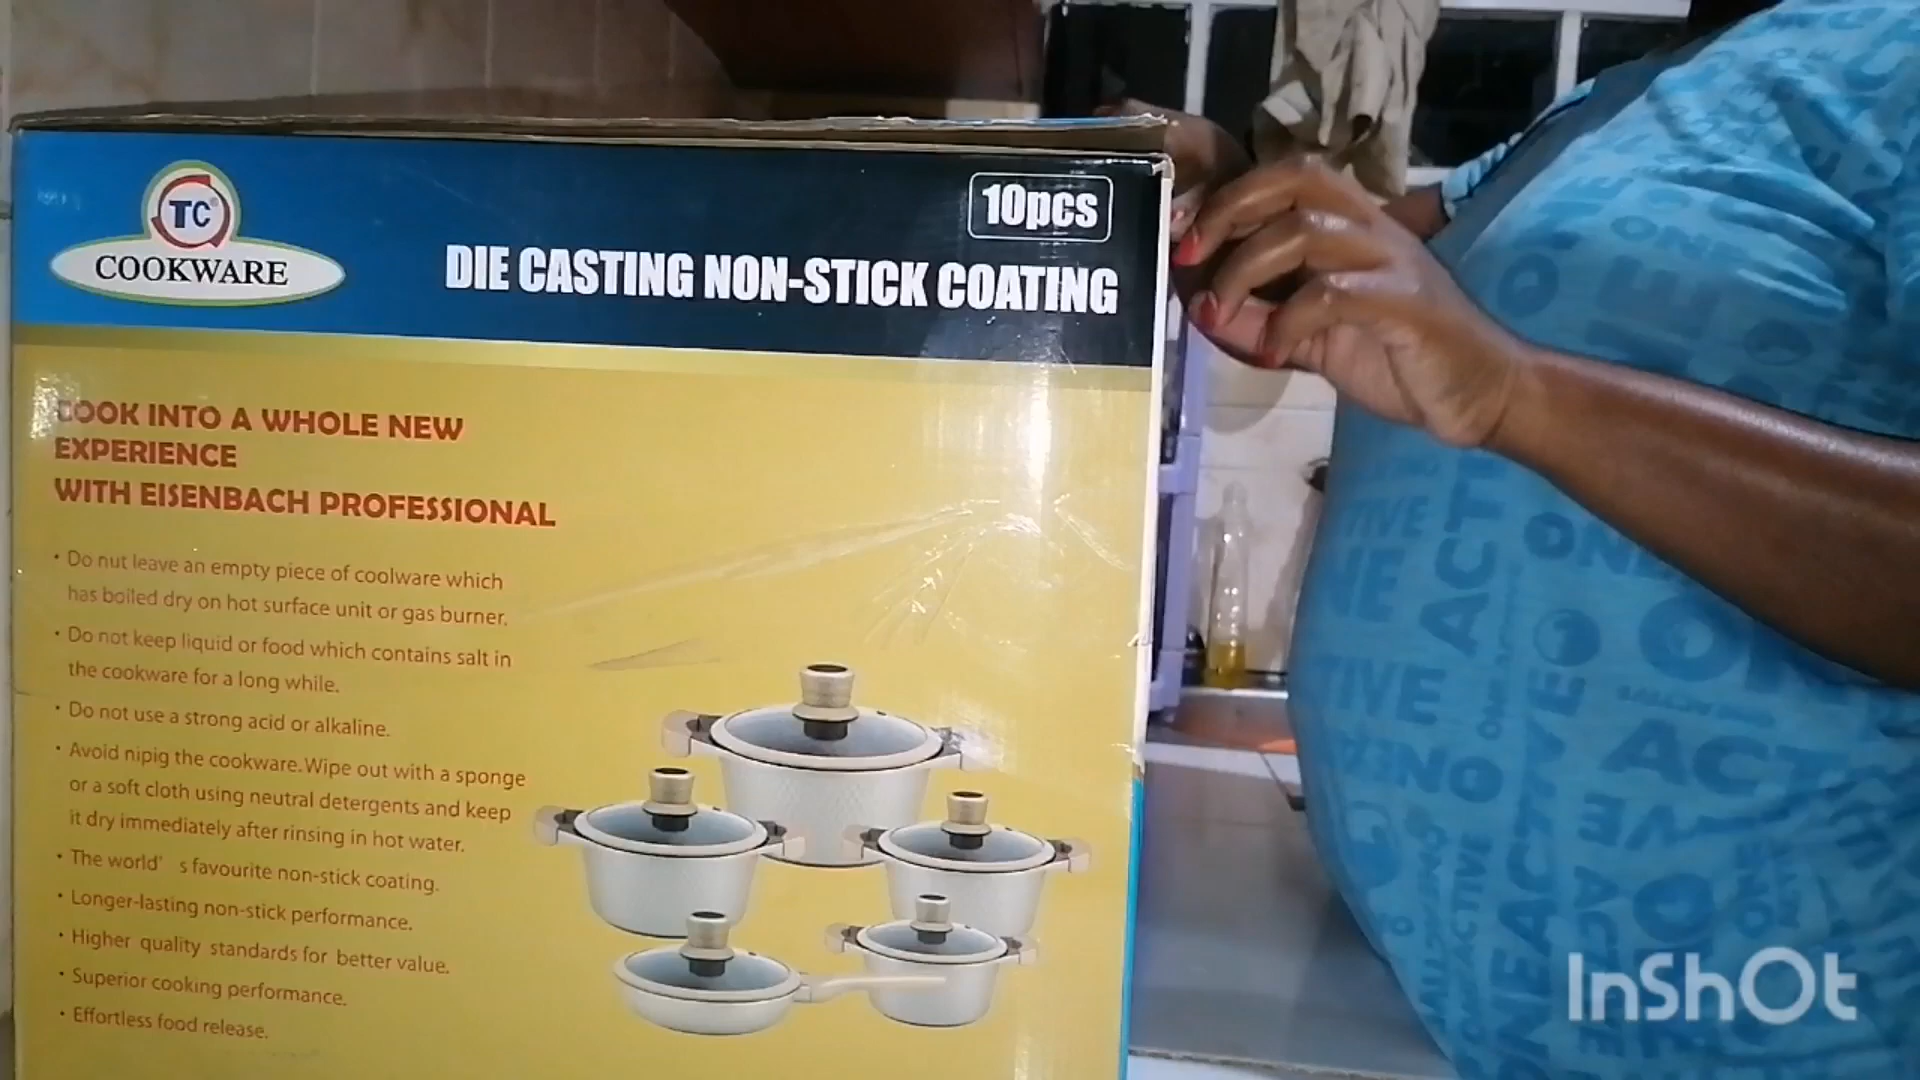 TC®
COOKWARE
10pcs
DIE CASTING NON-STICK COATING
COOK INTO A WHOLE NEW
EXPERIENCE
WITH EISENBACH PROFESSIONAL
• Do nut leave an empty piece of coolware which
has boiled dry on hot surface unit or gas burner.
• Do not keep liquid or food which contains salt in
the cookware for a long while.
• Do not use a strong acid or alkaline.
• Avoid nipig the cookware. Wipe out with a sponge
or a soft cloth using neutral detergents and keep
it dry immediately after rinsing in hot water.
• The world' s favourite non-stick coating.
• Longer-lasting non-stick performance.
• Higher quality standards for better value.
• Superior cooking performance.
• Effortless food release.
ONE
ACTIVE
ONEACTIVE
InShOt